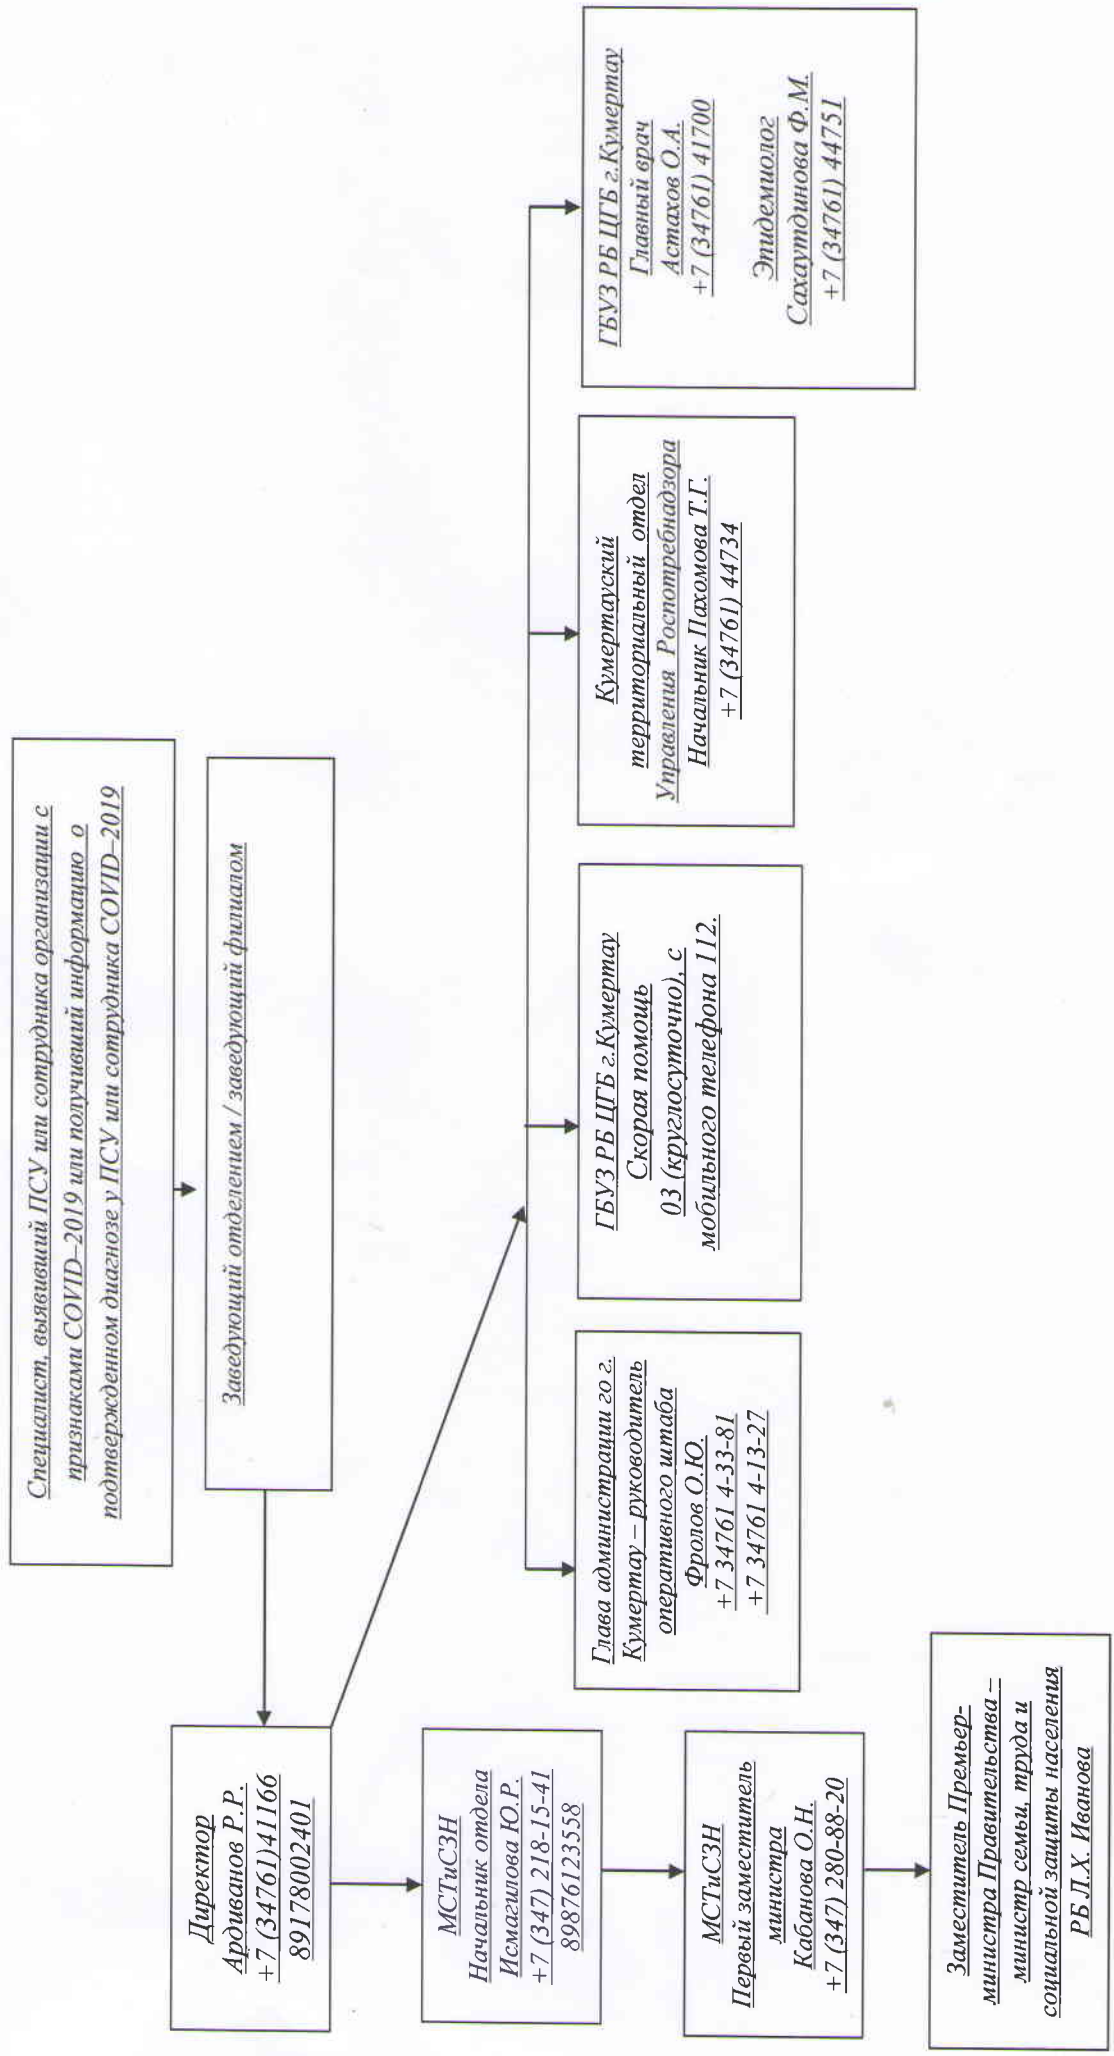 Специалист, выявивший ПСУ или сотрудника организации с
признаками COVID–2019 или получивший информацию о
подтвержденном диагнозе у ПСУ или сотрудника COVID–2019
Заведующий отделением / заведующий филиалом
Директор
Ардиванов Р.Р.
+7 (34761)41166
89178002401
МСТиСЗН
Начальник отдела
Исмагилова Ю.Р.
+7 (347) 218-15-41
89876123558
МСТиСЗН
Первый заместитель
министра
Кабанова О.Н.
+7 (347) 280-88-20
Заместитель Премьер-
министра Правительства –
министр семьи, труда и
социальной защиты населения
РБ Л.Х. Иванова
Глава администрации го г.
Кумертау – руководитель
оперативного штаба
Фролов О.Ю.
+7 34761 4-33-81
+7 34761 4-13-27
ГБУЗ РБ ЦГБ г.Кумертау
Скорая помощь
03 (круглосуточно), с
мобильного телефона 112.
Кумертауский
территориальный отдел
Управления Роспотребнадзора
Начальник Пахомова Т.Г.
+7 (34761) 44734
ГБУЗ РБ ЦГБ г.Кумертау
Главный врач
Астахов О.А.
+7 (34761) 41700
Эпидемиолог
Сахаутдинова Ф.М.
+7 (34761) 44751